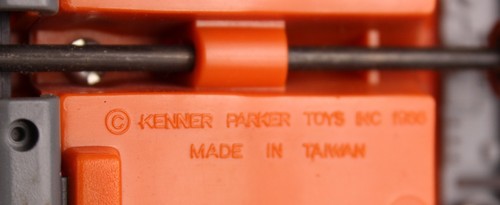 © KENNER PARKER TOYS INC 1986
MADE IN TAIWAN